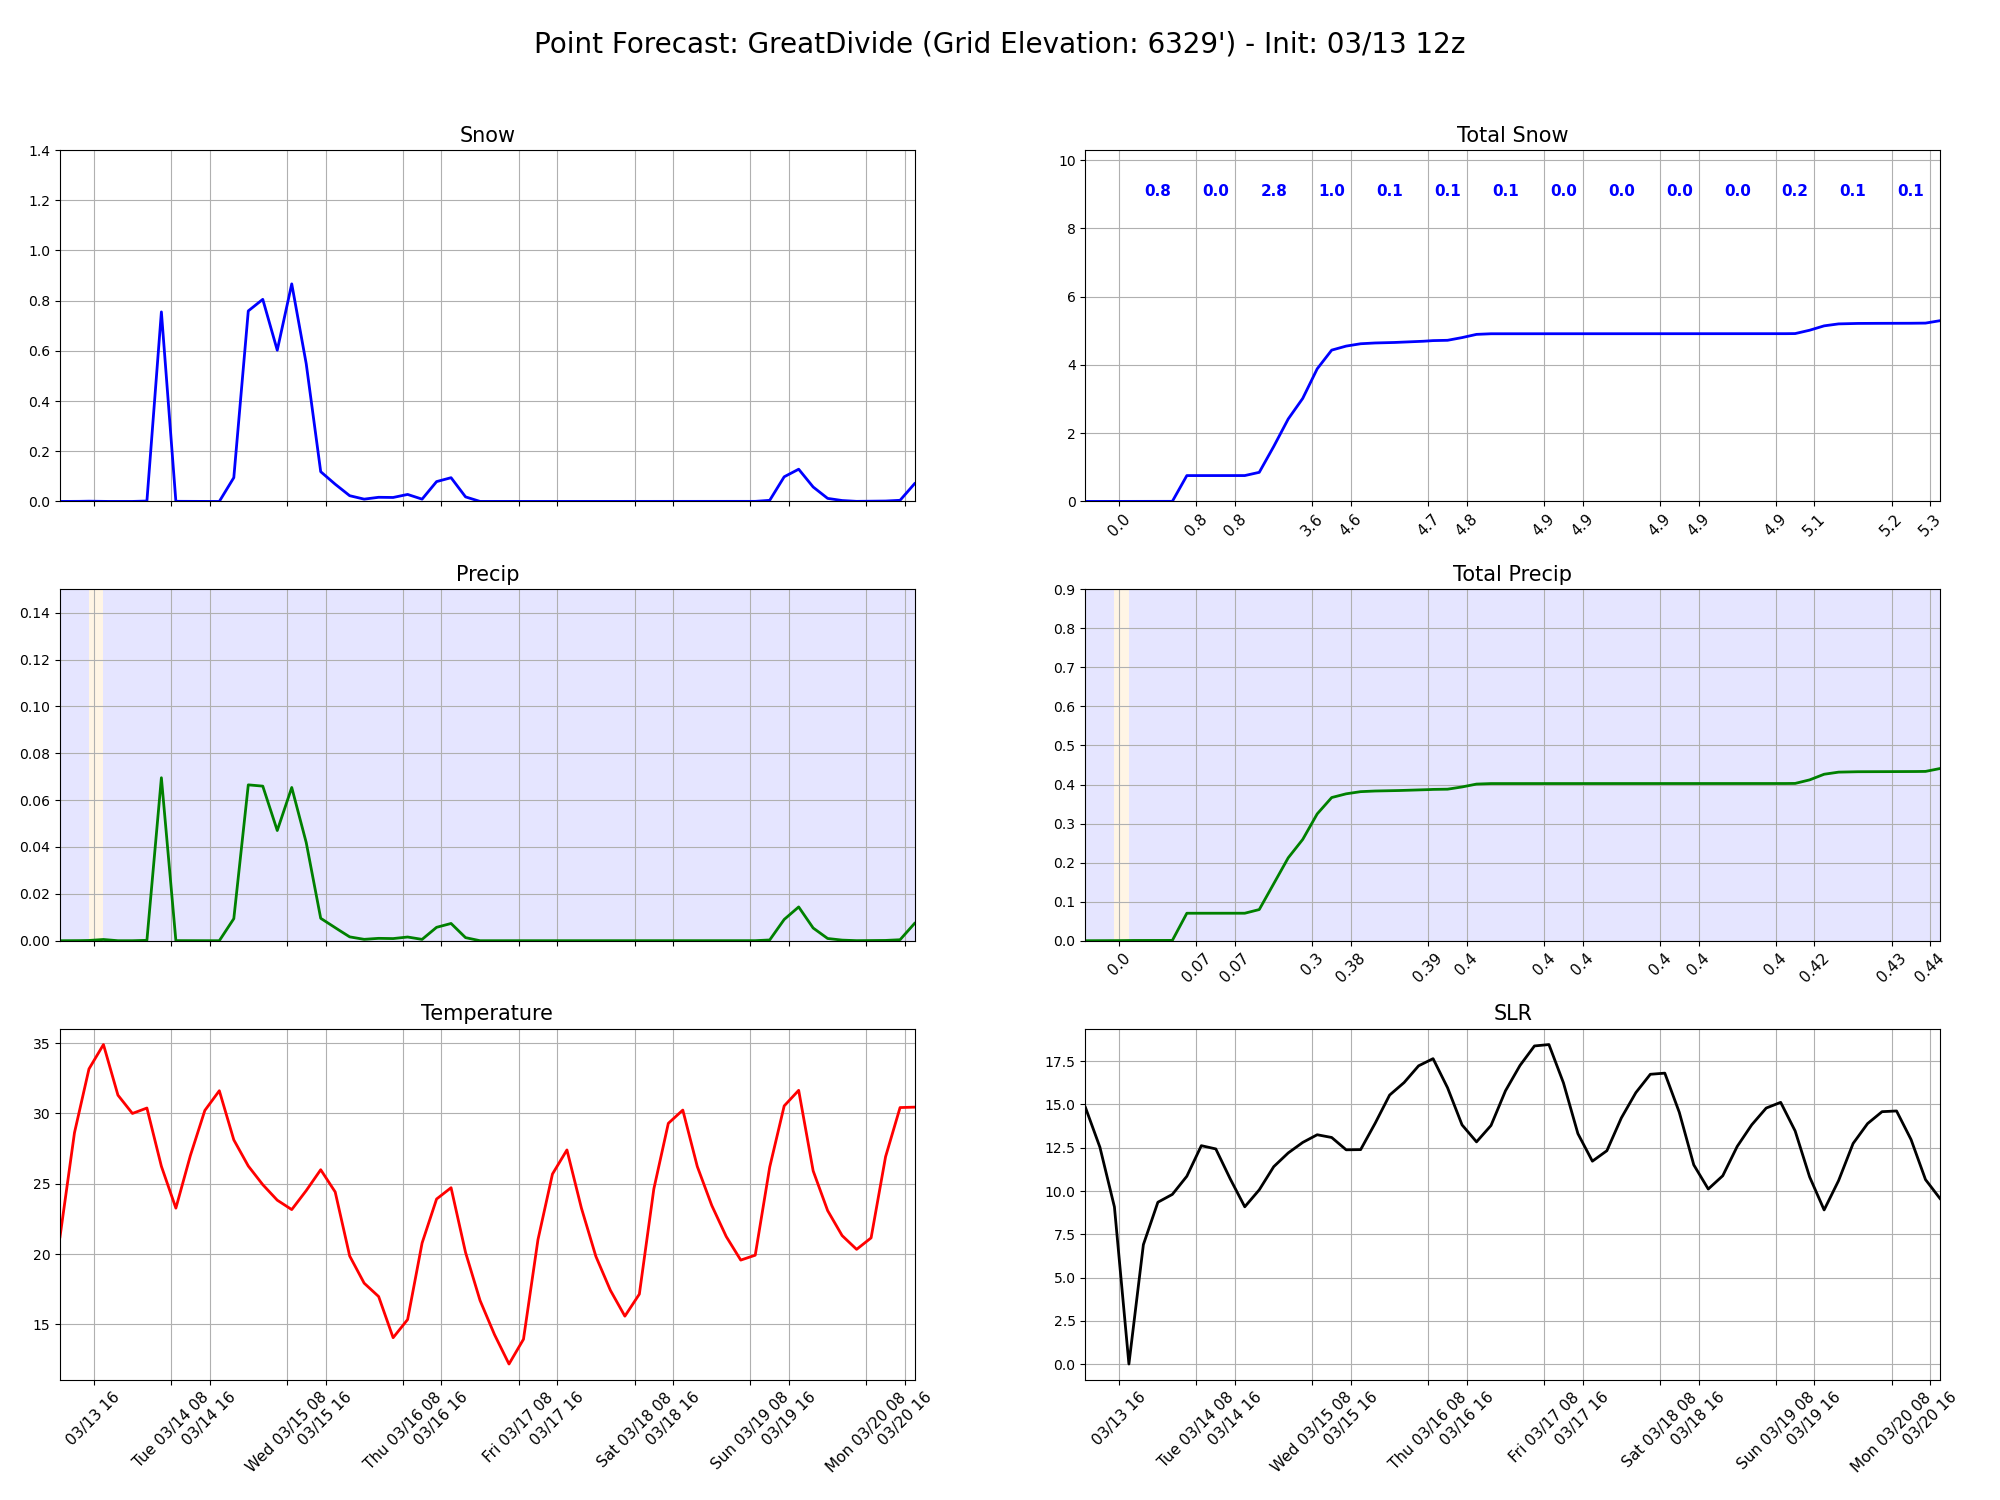 Point Forecast: GreatDivide (Grid Elevation: 6329') - Init: 03/13 12z
Snow
1.4
1.2
1.0
0.8
0.6
0.4
0.2
0.0
Total Snow
10
8
6
4
2
0
0.8 0.0 2.8 1.0 0.1 0.1 0.1 0.0 0.0 0.0 0.0 0.2 0.1 0.1
0.0 0.8 0.8 3.6 4.6 4.7 4.8 4.9 4.9 4.9 4.9 4.9 5.1 5.2 5.3
Precip
0.14
0.12
0.10
0.08
0.06
0.04
0.02
0.00
Total Precip
0.9
0.8
0.7
0.6
0.5
0.4
0.3
0.2
0.1
0.0
0.0 0.07 0.07 0.3 0.38 0.39 0.4 0.4 0.4 0.4 0.4 0.4 0.42 0.43 0.44
Temperature
35
30
25
20
15
03/13 16
Tue 03/14 08
03/14 16
Wed 03/15 08
03/15 16
Thu 03/16 08
03/16 16
Fri 03/17 08
03/17 16
Sat 03/18 08
03/18 16
Sun 03/19 08
03/19 16
Mon 03/20 08
03/20 16
SLR
17.5
15.0
12.5
10.0
7.5
5.0
2.5
0.0
03/13 16
Tue 03/14 08
03/14 16
Wed 03/15 08
03/15 16
Thu 03/16 08
03/16 16
Fri 03/17 08
03/17 16
Sat 03/18 08
03/18 16
Sun 03/19 08
03/19 16
Mon 03/20 08
03/20 16